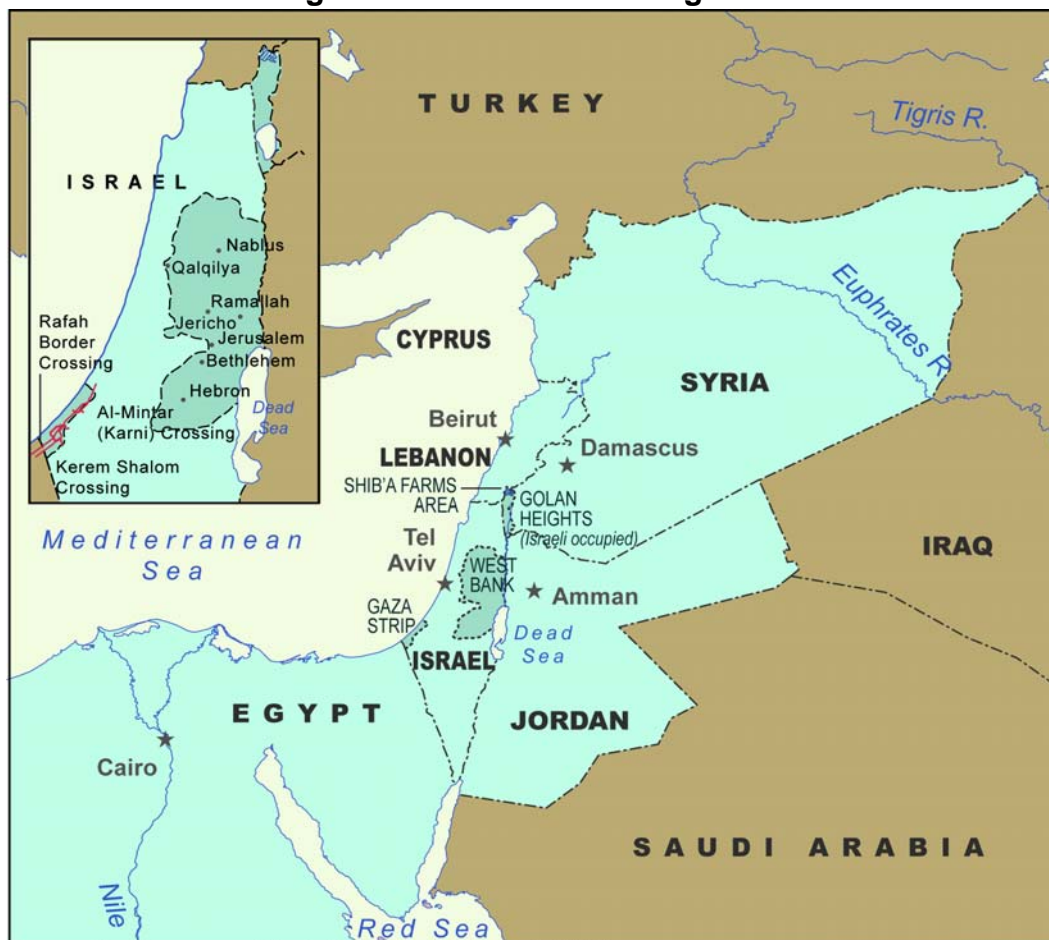 TURKEY
Tigris R.
ISRAEL
Nablus
Qalqilya
Ramallah
Jericho
Jerusalem
Bethlehem
Hebron
Rafah
Border
Crossing
Al-Mintar
(Karni) Crossing
Dead
Sea
Kerem Shalom
Crossing
CYPRUS
Euphrates R.
SYRIA
Beirut
LEBANON
Damascus
SHIB'A FARMS
AREA
GOLAN
HEIGHTS
(Israeli occupied)
Mediterranean
Sea
IRAQ
Tel
Aviv
WEST
BANK
Amman
GAZA
STRIP
Dead
Sea
ISRAEL
EGYPT
JORDAN
Cairo
SAUDI ARABIA
Nile
Red Sea